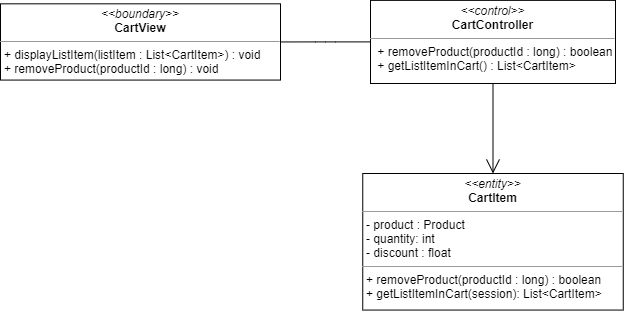 <<boundary>>
CartView
+ displayListItem(listItem : List<CartItem>) : void
+ removeProduct(productId : long) : void
<<control>>
CartController
+ removeProduct(productId : long) : boolean
+ getListItemInCart() : List<CartItem>
<<entity>>
CartItem
- product : Product
- quantity: int
- discount : float
+ removeProduct(productId : long) : boolean
+ getListItemInCart(session): List<CartItem>